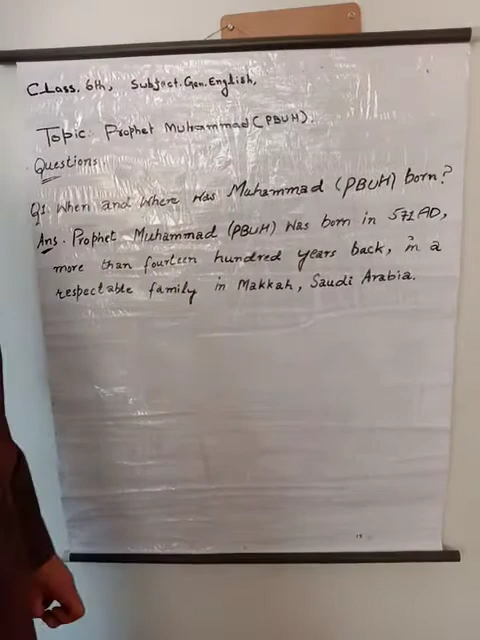 Class. 6th, Subject. Gen. English,
Topic: Prophet Muhammad (PBUH).
Questions
Q1 When and Where was Muhammad (PBUH) born?
Ans. Prophet Muhammad (PBUH) was born in 571 AD,
more than fourteen hundred years back, in a
respectable family in Makkah, Saudi Arabia.